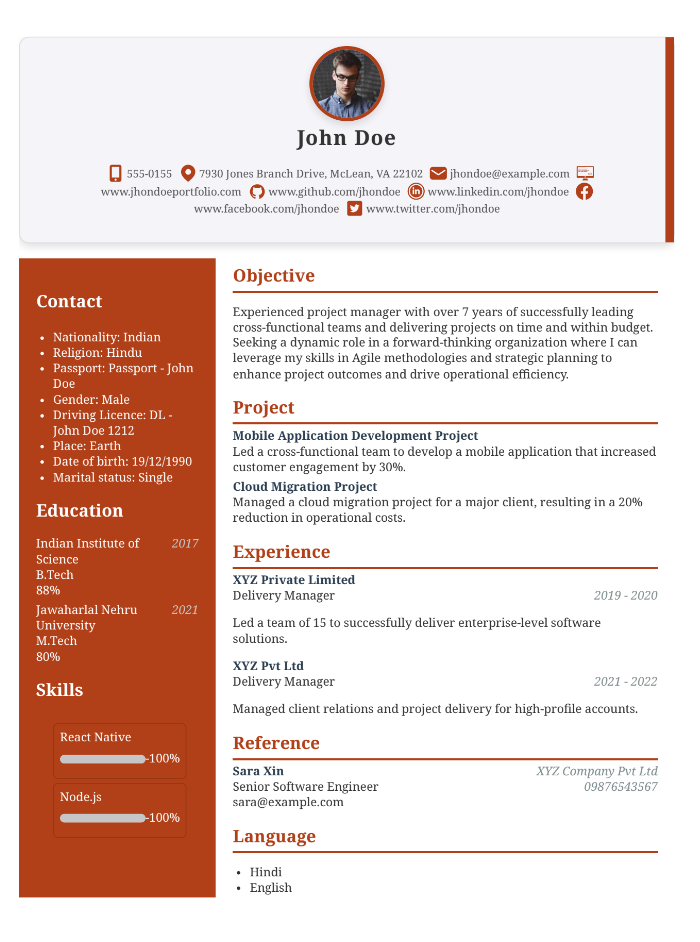 John Doe
555-0155 7930 Jones Branch Drive, McLean, VA 22102 jhondoe@example.com
www.jhondoeportfolio.com www.github.com/jhondoe www.linkedin.com/jhondoe
www.facebook.com/jhondoe www.twitter.com/jhondoe
Contact
• Nationality: Indian
• Religion: Hindu
• Passport: Passport - John
Doe
• Gender: Male
• Driving Licence: DL -
John Doe 1212
• Place: Earth
• Date of birth: 19/12/1990
• Marital status: Single
Education
Indian Institute of 2017
Science
B.Tech
88%
Jawaharlal Nehru 2021
University
M.Tech
80%
Skills
React Native
-100%
Node.js
-100%
Objective
Experienced project manager with over 7 years of successfully leading
cross-functional teams and delivering projects on time and within budget.
Seeking a dynamic role in a forward-thinking organization where I can
leverage my skills in Agile methodologies and strategic planning to
enhance project outcomes and drive operational efficiency.
Project
Mobile Application Development Project
Led a cross-functional team to develop a mobile application that increased
customer engagement by 30%.
Cloud Migration Project
Managed a cloud migration project for a major client, resulting in a 20%
reduction in operational costs.
Experience
XYZ Private Limited
Delivery Manager 2019 - 2020
Led a team of 15 to successfully deliver enterprise-level software
solutions.
XYZ Pvt Ltd
Delivery Manager 2021 - 2022
Managed client relations and project delivery for high-profile accounts.
Reference
Sara Xin XYZ Company Pvt Ltd
Senior Software Engineer 09876543567
sara@example.com
Language
• Hindi
• English